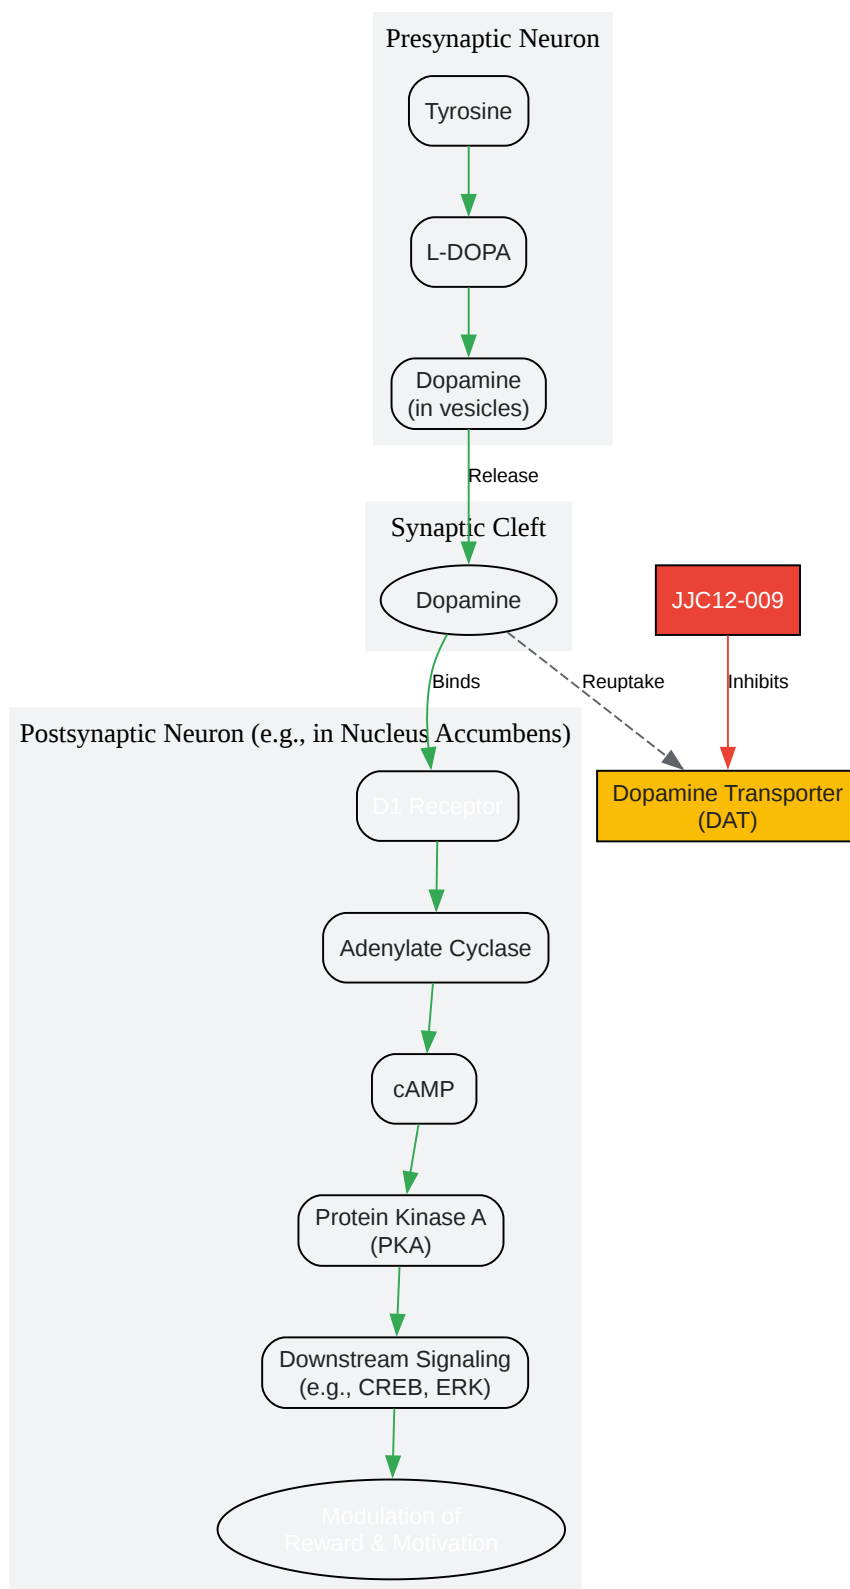 Presynaptic Neuron
Tyrosine
L-DOPA
Dopamine
(in vesicles)
Release
Synaptic Cleft
Dopamine
JJC12-009
Binds
Reuptake
Inhibits
Postsynaptic Neuron (e.g., in Nucleus Accumbens)
D1 Receptor
Dopamine Transporter
(DAT)
Adenylate Cyclase
cAMP
Protein Kinase A
(PKA)
Downstream Signaling
(e.g., CREB, ERK)
Modulation of
Reward & Motivation